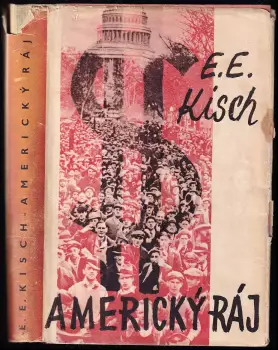 E. E. KISCH - AMERICKÝ RÁJ
E.E.
Kisch
$
AMERICKÝ RÁJ